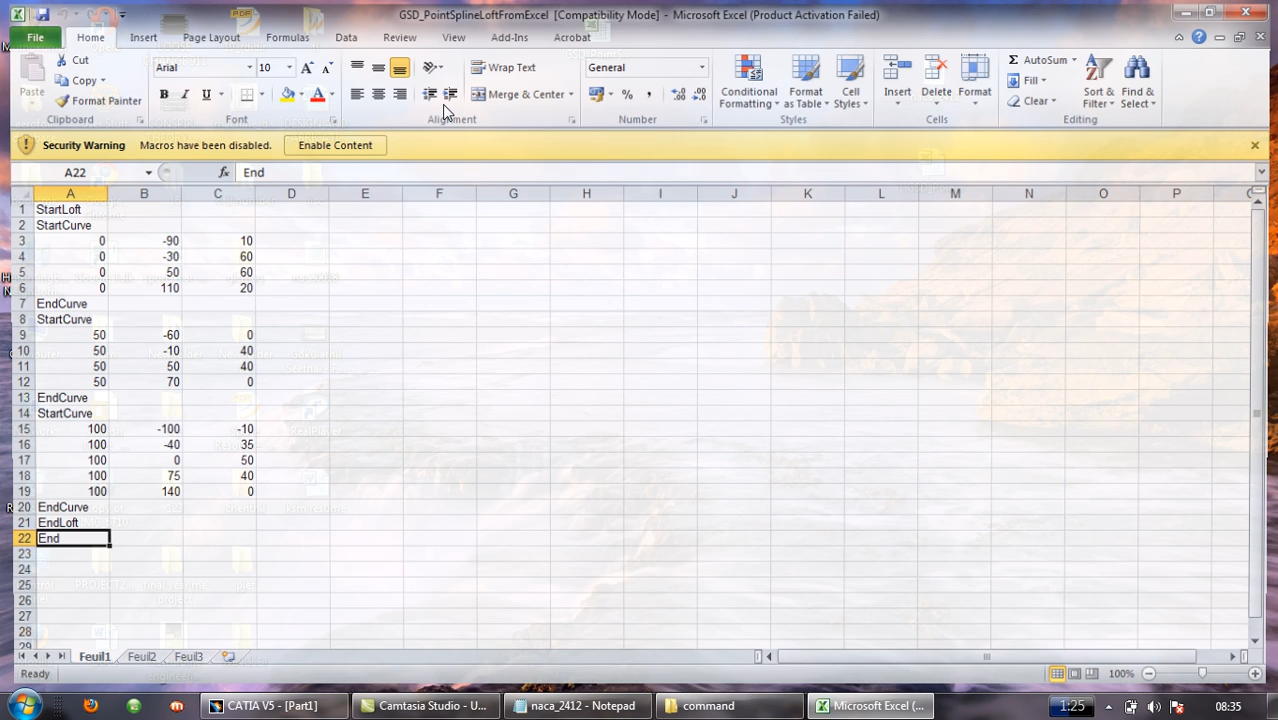 GSD_PointSplineLoftFromExcel [Compatibility Mode] - Microsoft Excel (Product Activation Failed)
File Home Insert Page Layout Formulas Data Review View Add-Ins Acrobat
Paste Cut Copy Format Painter Clipboard
Arial 10 B I U A Font
Wrap Text Merge & Center Alignment
General % , Number
Conditional Formatting Format as Table Cell Styles Styles
Insert Delete Format Cells
AutoSum Fill Clear Sort & Filter Find & Select Editing
Security Warning Macros have been disabled. Enable Content
A22 fx End
A B C D E F G H I J K L M N O P
1 StartLoft
2 StartCurve
3 0 -90 10
4 0 -30 60
5 0 50 60
6 0 110 20
7 EndCurve
8 StartCurve
9 50 -60 0
10 50 -10 40
11 50 50 40
12 50 70 0
13 EndCurve
14 StartCurve
15 100 -100 -10
16 100 -40 35
17 100 0 50
18 100 75 40
19 100 140 0
20 EndCurve
21 EndLoft
22 End
23
24
25
26
27
28
29
Feuil1 Feuil2 Feuil3
Ready 100%
CATIA V5 - [Part1] Camtasia Studio - U... naca_2412 - Notepad command Microsoft Excel (... 1:25 08:35